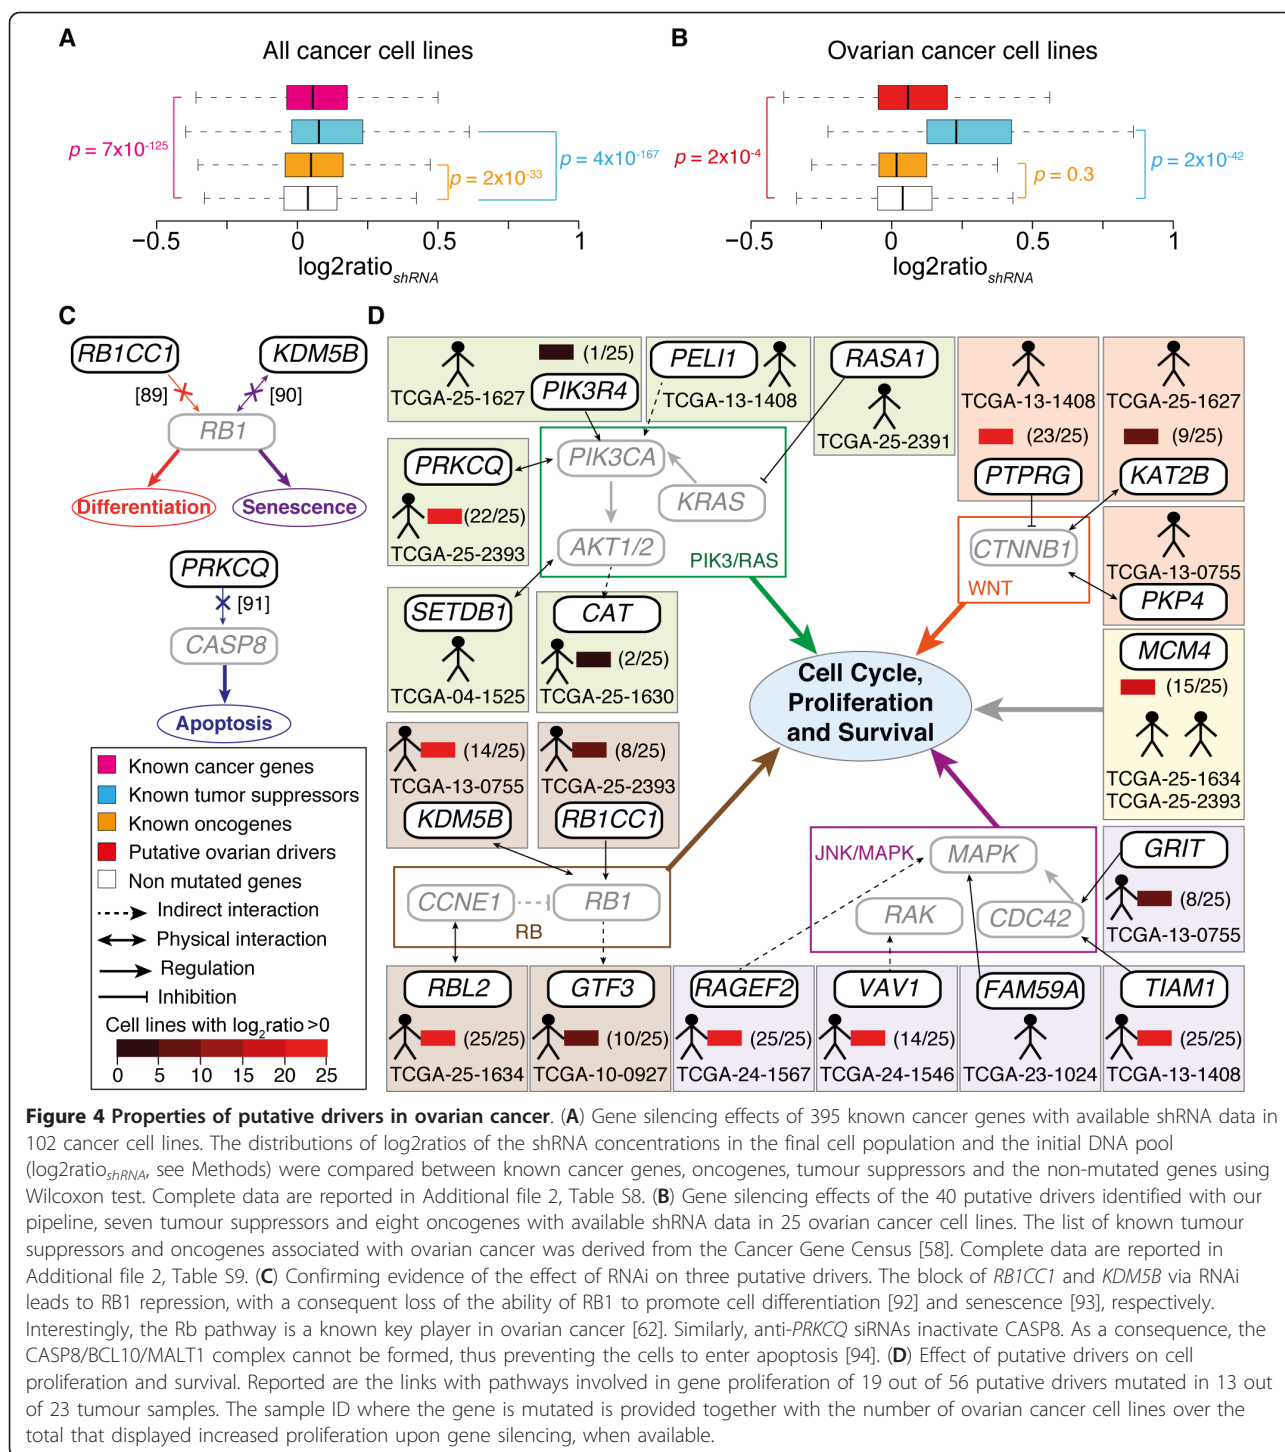 A
All cancer cell lines
p = 7x10-125
p = 2x10-33
p = 4x10-167
−0.5
0
0.5
1
log2ratioshRNA
B
Ovarian cancer cell lines
p = 2x10-4
p = 0.3
p = 2x10-42
−0.5
0
0.5
1
log2ratioshRNA
C
RB1CC1
KDM5B
[89]
[90]
RB1
Differentiation
Senescence
PRKCQ
[91]
CASP8
Apoptosis
Known cancer genes
Known tumor suppressors
Known oncogenes
Putative ovarian drivers
Non mutated genes
Indirect interaction
Physical interaction
Regulation
Inhibition
Cell lines with log2ratio >0
0 5 10 15 20 25
D
(1/25)
TCGA-25-1627
PIK3R4
PELI1
TCGA-13-1408
RASA1
TCGA-25-2391
TCGA-13-1408
(23/25)
PTPRG
TCGA-25-1627
(9/25)
KAT2B
PRKCQ
(22/25)
TCGA-25-2393
PIK3CA
KRAS
AKT1/2
PIK3/RAS
CTNNB1
WNT
TCGA-13-0755
PKP4
SETDB1
TCGA-04-1525
CAT
(2/25)
TCGA-25-1630
Cell Cycle,
Proliferation
and Survival
MCM4
(15/25)
TCGA-25-1634
TCGA-25-2393
(14/25)
TCGA-13-0755
KDM5B
(8/25)
TCGA-25-2393
RB1CC1
CCNE1
RB1
RB
JNK/MAPK
MAPK
RAK
CDC42
GRIT
(8/25)
TCGA-13-0755
RBL2
(25/25)
TCGA-25-1634
GTF3
(10/25)
TCGA-10-0927
RAGEF2
(25/25)
TCGA-24-1567
VAV1
(14/25)
TCGA-24-1546
FAM59A
TCGA-23-1024
TIAM1
(25/25)
TCGA-13-1408
Figure 4 Properties of putative drivers in ovarian cancer. (A) Gene silencing effects of 395 known cancer genes with available shRNA data in
102 cancer cell lines. The distributions of log2ratios of the shRNA concentrations in the final cell population and the initial DNA pool
(log2ratioshRNA, see Methods) were compared between known cancer genes, oncogenes, tumour suppressors and the non-mutated genes using
Wilcoxon test. Complete data are reported in Additional file 2, Table S8. (B) Gene silencing effects of the 40 putative drivers identified with our
pipeline, seven tumour suppressors and eight oncogenes with available shRNA data in 25 ovarian cancer cell lines. The list of known tumour
suppressors and oncogenes associated with ovarian cancer was derived from the Cancer Gene Census [58]. Complete data are reported in
Additional file 2, Table S9. (C) Confirming evidence of the effect of RNAi on three putative drivers. The block of RB1CC1 and KDM5B via RNAi
leads to RB1 repression, with a consequent loss of the ability of RB1 to promote cell differentiation [92] and senescence [93], respectively.
Interestingly, the Rb pathway is a known key player in ovarian cancer [62]. Similarly, anti-PRKCQ siRNAs inactivate CASP8. As a consequence, the
CASP8/BCL10/MALT1 complex cannot be formed, thus preventing the cells to enter apoptosis [94]. (D) Effect of putative drivers on cell
proliferation and survival. Reported are the links with pathways involved in gene proliferation of 19 out of 56 putative drivers mutated in 13 out
of 23 tumour samples. The sample ID where the gene is mutated is provided together with the number of ovarian cancer cell lines over the
total that displayed increased proliferation upon gene silencing, when available.